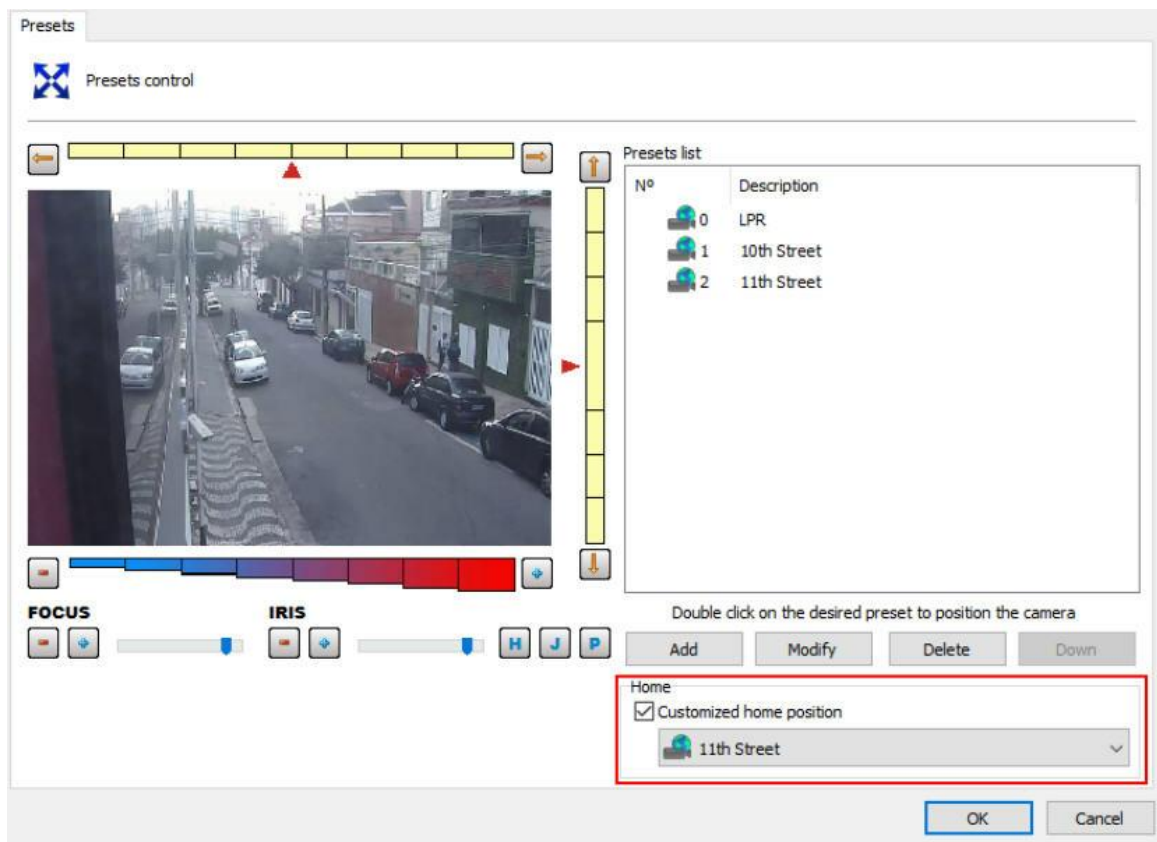 Presets
Presets control
Presets list
Nº Description
0 LPR
1 10th Street
2 11th Street
FOCUS IRIS
H J P
Double click on the desired preset to position the camera
Add Modify Delete Down
Home
Customized home position
11th Street
OK Cancel